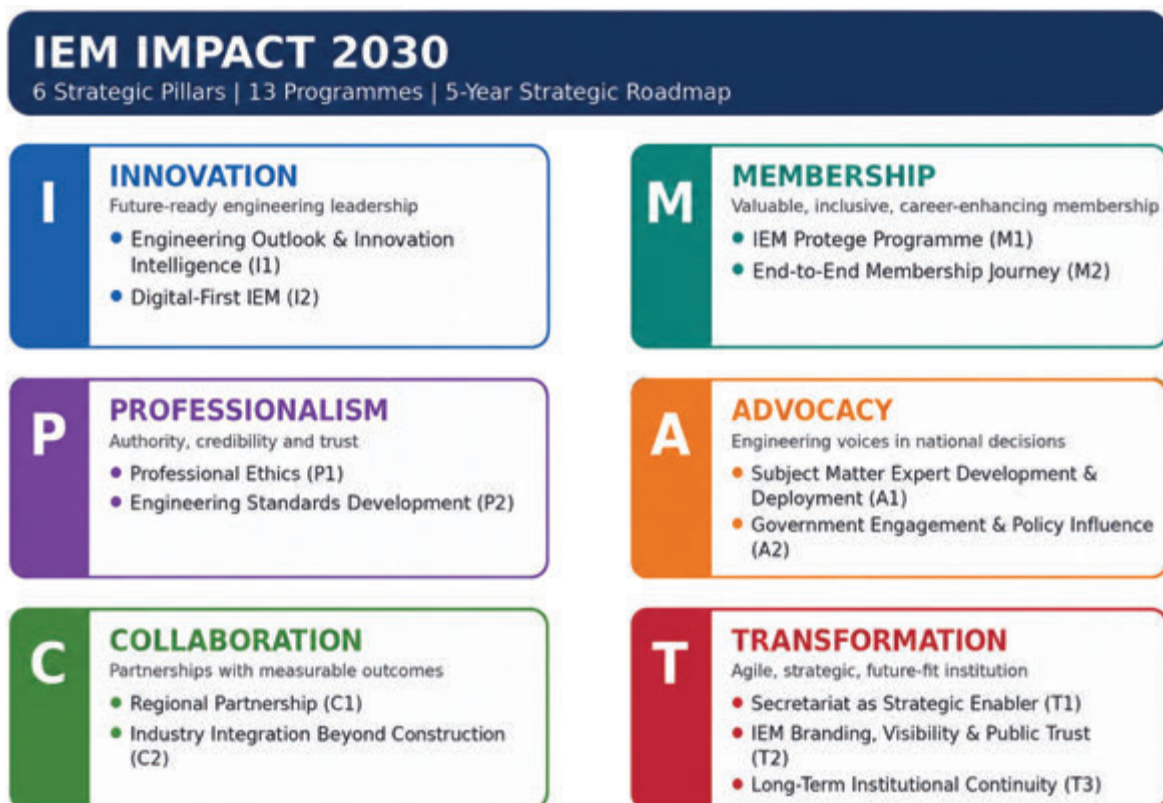 IEM IMPACT 2030
6 Strategic Pillars | 13 Programmes | 5-Year Strategic Roadmap
I
INNOVATION
Future-ready engineering leadership
• Engineering Outlook & Innovation
Intelligence (I1)
• Digital-First IEM (I2)
M
MEMBERSHIP
Valuable, inclusive, career-enhancing membership
• IEM Protege Programme (M1)
• End-to-End Membership Journey (M2)
P
PROFESSIONALISM
Authority, credibility and trust
• Professional Ethics (P1)
• Engineering Standards Development (P2)
A
ADVOCACY
Engineering voices in national decisions
• Subject Matter Expert Development &
Deployment (A1)
• Government Engagement & Policy Influence
(A2)
C
COLLABORATION
Partnerships with measurable outcomes
• Regional Partnership (C1)
• Industry Integration Beyond Construction
(C2)
T
TRANSFORMATION
Agile, strategic, future-fit institution
• Secretariat as Strategic Enabler (T1)
• IEM Branding, Visibility & Public Trust
(T2)
• Long-Term Institutional Continuity (T3)